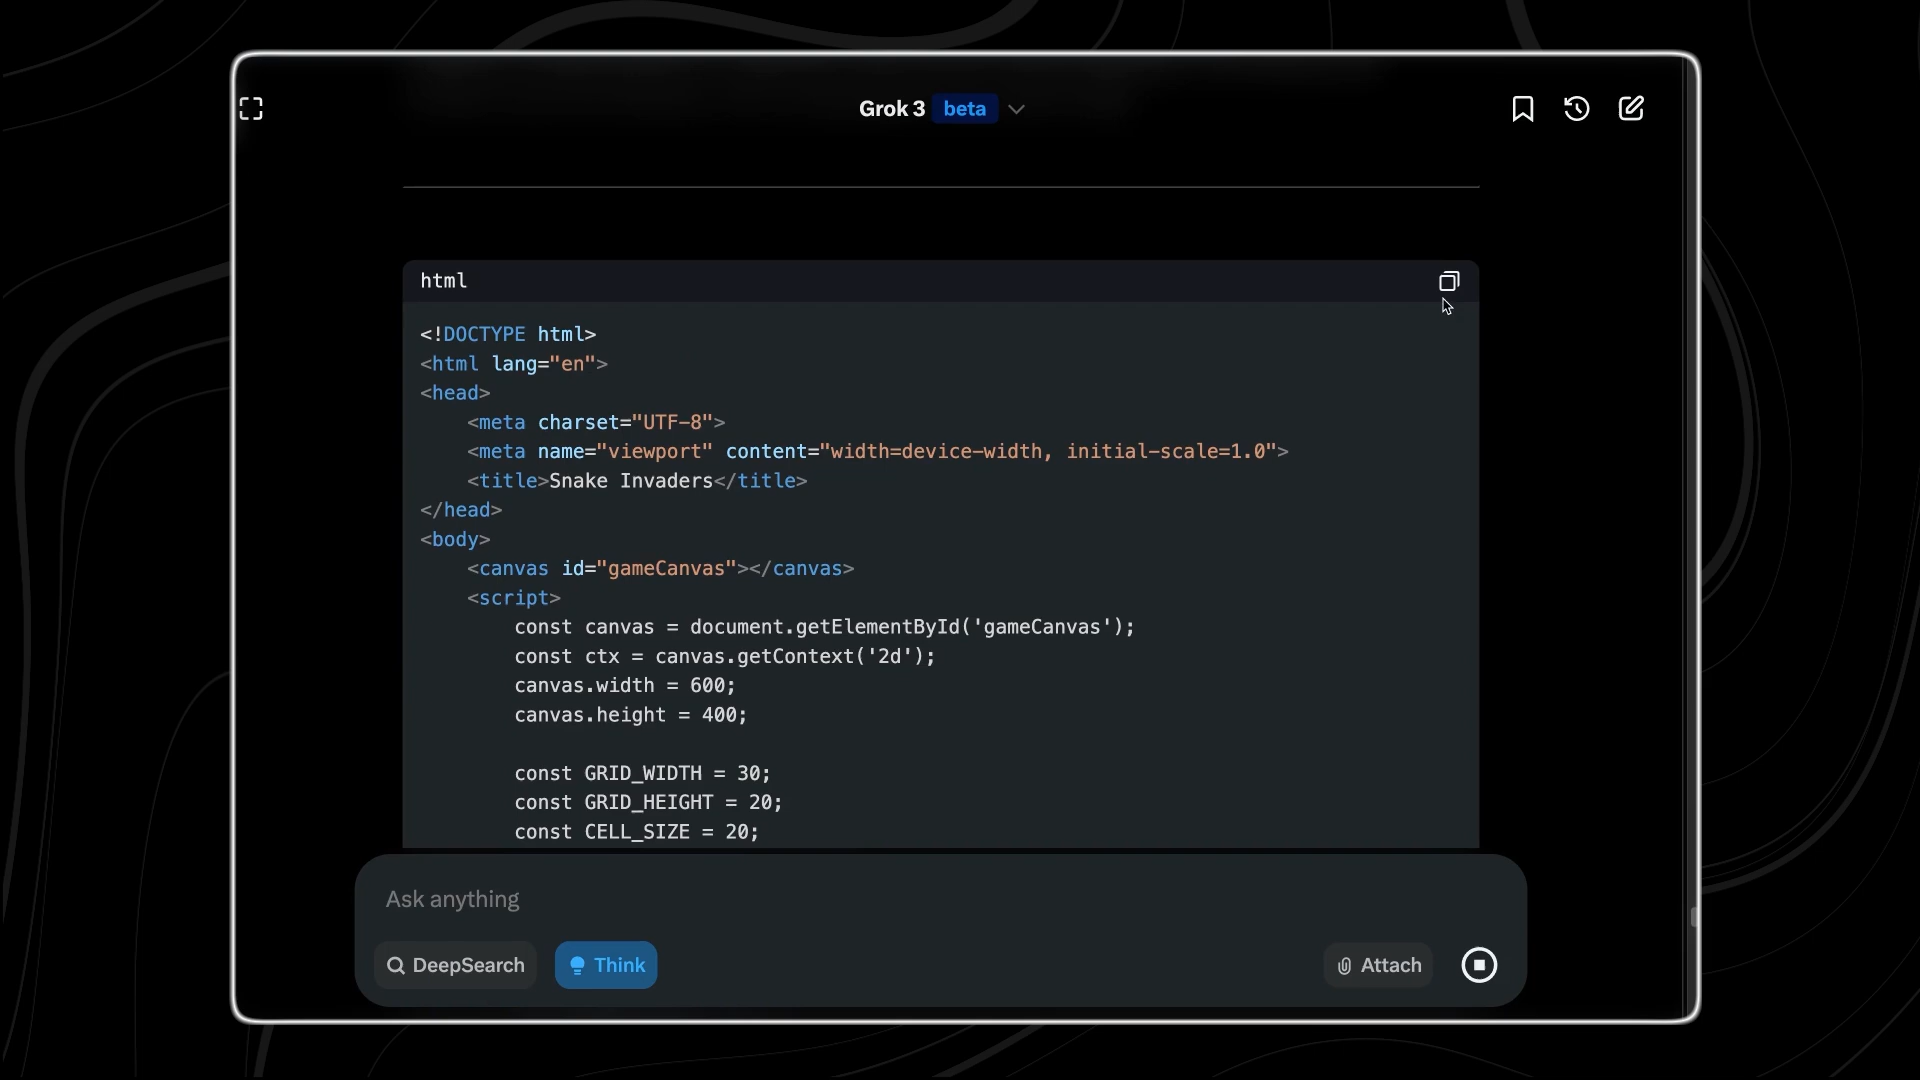 Grok 3 beta
html
<!DOCTYPE html>
<html lang="en">
<head>
    <meta charset="UTF-8">
    <meta name="viewport" content="width=device-width, initial-scale=1.0">
    <title>Snake Invaders</title>
</head>
<body>
    <canvas id="gameCanvas"></canvas>
    <script>
        const canvas = document.getElementById('gameCanvas');
        const ctx = canvas.getContext('2d');
        canvas.width = 600;
        canvas.height = 400;
        const GRID_WIDTH = 30;
        const GRID_HEIGHT = 20;
        const CELL_SIZE = 20;
Ask anything
DeepSearch Think Attach